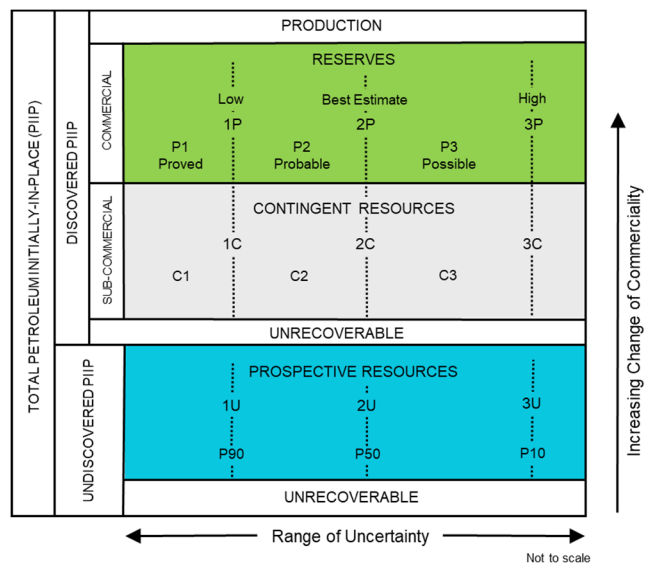 PRODUCTION
RESERVES
Low
Best Estimate
High
1P
2P
3P
P1
Proved
P2
Probable
P3
Possible
CONTINGENT RESOURCES
1C
2C
3C
C1
C2
C3
UNRECOVERABLE
PROSPECTIVE RESOURCES
1U
2U
3U
P90
P50
P10
UNRECOVERABLE
TOTAL PETROLEUM INITIALLY-IN-PLACE (PIIP)
DISCOVERED PIIP
UNDISCOVERED PIIP
COMMERCIAL
SUB-COMMERCIAL
Increasing Change of Commerciality
Range of Uncertainty
Not to scale